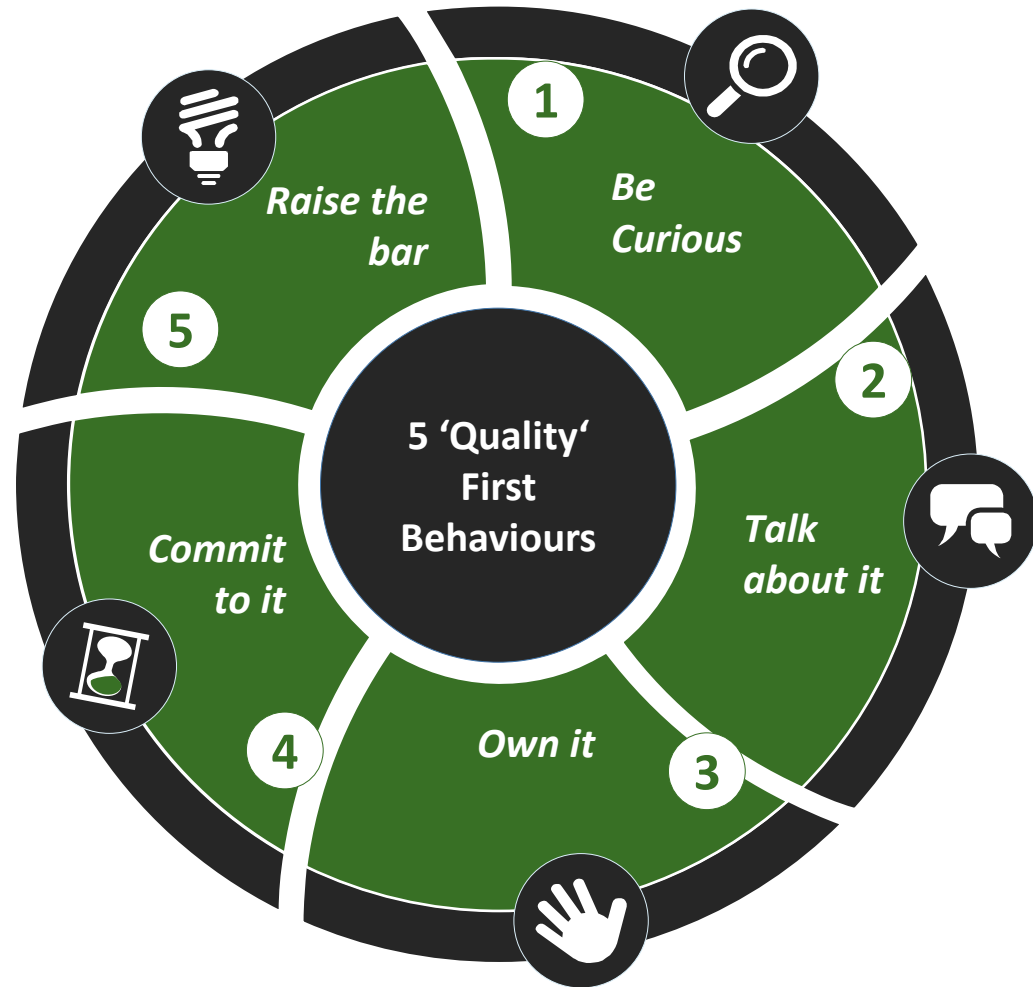 5 ‘Quality‘
First
Behaviours
1
Be
Curious
2
Talk
about it
3
Own it
4
Commit
to it
5
Raise the
bar